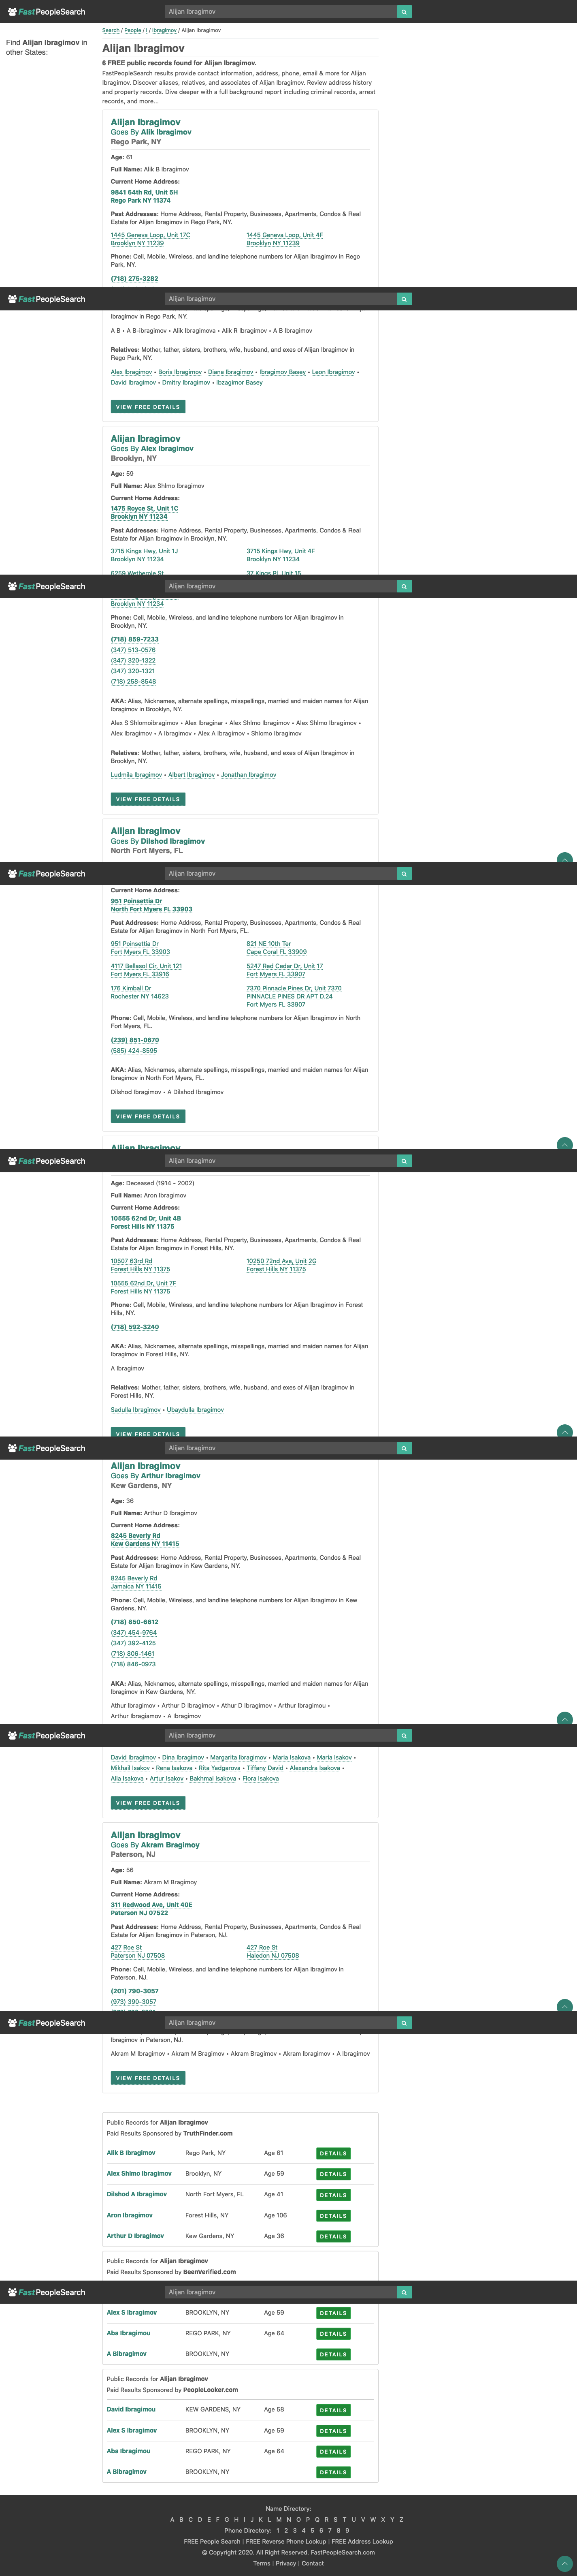 FastPeopleSearch
Alijan Ibragimov
Find Alijan Ibragimov in
other States:
Search / People / I / Ibragimov / Alijan Ibragimov
Alijan Ibragimov
6 FREE public records found for Alijan Ibragimov.
FastPeopleSearch results provide contact information, address, phone, email & more for Alijan
Ibragimov. Discover aliases, relatives, and associates of Alijan Ibragimov. Review address history
and property records. Dive deeper with a full background report including criminal records, arrest
records, and more...
Alijan Ibragimov
Goes By Alik Ibragimov
Rego Park, NY
Age: 61
Full Name: Alik B Ibragimov
Current Home Address:
9841 64th Rd, Unit 5H
Rego Park NY 11374
Past Addresses: Home Address, Rental Property, Businesses, Apartments, Condos & Real
Estate for Alijan Ibragimov in Rego Park, NY.
1445 Geneva Loop, Unit 17C
Brooklyn NY 11239
1445 Geneva Loop, Unit 4F
Brooklyn NY 11239
Phone: Cell, Mobile, Wireless, and landline telephone numbers for Alijan Ibragimov in Rego
Park, NY.
(718) 275-3282
FastPeopleSearch
Alijan Ibragimov
Ibragimov in Rego Park, NY.
A B • A B-ibragimov • Alik Ibragimova • Alik R Ibragimov • A B Ibragimov
Relatives: Mother, father, sisters, brothers, wife, husband, and exes of Alijan Ibragimov in
Rego Park, NY.
Alex Ibragimov • Boris Ibragimov • Diana Ibragimov • Ibragimov Basey • Leon Ibragimov •
David Ibragimov • Dmitry Ibragimov • Ibzagimor Basey
VIEW FREE DETAILS
Alijan Ibragimov
Goes By Alex Ibragimov
Brooklyn, NY
Age: 59
Full Name: Alex Shlmo Ibragimov
Current Home Address:
1475 Royce St, Unit 1C
Brooklyn NY 11234
Past Addresses: Home Address, Rental Property, Businesses, Apartments, Condos & Real
Estate for Alijan Ibragimov in Brooklyn, NY.
3715 Kings Hwy, Unit 1J
Brooklyn NY 11234
3715 Kings Hwy, Unit 4F
Brooklyn NY 11234
6259 Wetherole St
37 Kings Pl, Unit 15
FastPeopleSearch
Alijan Ibragimov
Brooklyn NY 11234
Phone: Cell, Mobile, Wireless, and landline telephone numbers for Alijan Ibragimov in
Brooklyn, NY.
(718) 859-7233
(347) 513-0576
(347) 320-1322
(347) 320-1321
(718) 258-8548
AKA: Alias, Nicknames, alternate spellings, misspellings, married and maiden names for Alijan
Ibragimov in Brooklyn, NY.
Alex S Shlomoibragimov • Alex Ibraginar • Alex Shlmo Ibragimov • Alex Shlmo Ibragimov •
Alex Ibragimov • A Ibragimov • Alex A Ibragimov • Shlomo Ibragimov
Relatives: Mother, father, sisters, brothers, wife, husband, and exes of Alijan Ibragimov in
Brooklyn, NY.
Ludmila Ibragimov • Albert Ibragimov • Jonathan Ibragimov
VIEW FREE DETAILS
Alijan Ibragimov
Goes By Dilshod Ibragimov
North Fort Myers, FL
FastPeopleSearch
Alijan Ibragimov
Current Home Address:
951 Poinsettia Dr
North Fort Myers FL 33903
Past Addresses: Home Address, Rental Property, Businesses, Apartments, Condos & Real
Estate for Alijan Ibragimov in North Fort Myers, FL.
951 Poinsettia Dr
Fort Myers FL 33903
821 NE 10th Ter
Cape Coral FL 33909
4117 Bellasol Cir, Unit 121
Fort Myers FL 33916
5247 Red Cedar Dr, Unit 17
Fort Myers FL 33907
176 Kimball Dr
Rochester NY 14623
7370 Pinnacle Pines Dr, Unit 7370
PINNACLE PINES DR APT D.24
Fort Myers FL 33907
Phone: Cell, Mobile, Wireless, and landline telephone numbers for Alijan Ibragimov in North
Fort Myers, FL.
(239) 851-0670
(585) 424-8595
AKA: Alias, Nicknames, alternate spellings, misspellings, married and maiden names for Alijan
Ibragimov in North Fort Myers, FL.
Dilshod Ibragimov • A Dilshod Ibragimov
VIEW FREE DETAILS
Alijan Ibragimov
FastPeopleSearch
Alijan Ibragimov
Age: Deceased (1914 - 2002)
Full Name: Aron Ibragimov
Current Home Address:
10555 62nd Dr, Unit 4B
Forest Hills NY 11375
Past Addresses: Home Address, Rental Property, Businesses, Apartments, Condos & Real
Estate for Alijan Ibragimov in Forest Hills, NY.
10507 63rd Rd
Forest Hills NY 11375
10250 72nd Ave, Unit 2G
Forest Hills NY 11375
10555 62nd Dr, Unit 7F
Forest Hills NY 11375
Phone: Cell, Mobile, Wireless, and landline telephone numbers for Alijan Ibragimov in Forest
Hills, NY.
(718) 592-3240
AKA: Alias, Nicknames, alternate spellings, misspellings, married and maiden names for Alijan
Ibragimov in Forest Hills, NY.
A Ibragimov
Relatives: Mother, father, sisters, brothers, wife, husband, and exes of Alijan Ibragimov in
Forest Hills, NY.
Sadulla Ibragimov • Ubaydulla Ibragimov
VIEW FREE DETAILS
FastPeopleSearch
Alijan Ibragimov
Alijan Ibragimov
Goes By Arthur Ibragimov
Kew Gardens, NY
Age: 36
Full Name: Arthur D Ibragimov
Current Home Address:
8245 Beverly Rd
Kew Gardens NY 11415
Past Addresses: Home Address, Rental Property, Businesses, Apartments, Condos & Real
Estate for Alijan Ibragimov in Kew Gardens, NY.
8245 Beverly Rd
Jamaica NY 11415
Phone: Cell, Mobile, Wireless, and landline telephone numbers for Alijan Ibragimov in Kew
Gardens, NY.
(718) 850-6612
(347) 454-9764
(347) 392-4125
(718) 806-1461
(718) 846-0973
AKA: Alias, Nicknames, alternate spellings, misspellings, married and maiden names for Alijan
Ibragimov in Kew Gardens, NY.
Athur Ibragimov • Arthur D Ibragimov • Athur D Ibragimov • Arthur Ibragimou •
Arthur Ibragiamov • A Ibragimov
FastPeopleSearch
Alijan Ibragimov
David Ibragimov • Dina Ibragimov • Margarita Ibragimov • Maria Isakova • Maria Isakov •
Mikhail Isakov • Rena Isakova • Rita Yadgarova • Tiffany David • Alexandra Isakova •
Alla Isakova • Artur Isakov • Bakhmal Isakova • Flora Isakova
VIEW FREE DETAILS
Alijan Ibragimov
Goes By Akram Bragimoy
Paterson, NJ
Age: 56
Full Name: Akram M Bragimoy
Current Home Address:
311 Redwood Ave, Unit 40E
Paterson NJ 07522
Past Addresses: Home Address, Rental Property, Businesses, Apartments, Condos & Real
Estate for Alijan Ibragimov in Paterson, NJ.
427 Roe St
Paterson NJ 07508
427 Roe St
Haledon NJ 07508
Phone: Cell, Mobile, Wireless, and landline telephone numbers for Alijan Ibragimov in
Paterson, NJ.
(201) 790-3057
(973) 390-3057
FastPeopleSearch
Alijan Ibragimov
Ibragimov in Paterson, NJ.
Akram M Ibragimov • Akram M Bragimov • Akram Bragimov • Akram Ibragimov • A Ibragimov
VIEW FREE DETAILS
Public Records for Alijan Ibragimov
Paid Results Sponsored by TruthFinder.com
Alik B Ibragimov Rego Park, NY Age 61 DETAILS
Alex Shlmo Ibragimov Brooklyn, NY Age 59 DETAILS
Dilshod A Ibragimov North Fort Myers, FL Age 41 DETAILS
Aron Ibragimov Forest Hills, NY Age 106 DETAILS
Arthur D Ibragimov Kew Gardens, NY Age 36 DETAILS
Public Records for Alijan Ibragimov
Paid Results Sponsored by BeenVerified.com
FastPeopleSearch
Alijan Ibragimov
Alex S Ibragimov BROOKLYN, NY Age 59 DETAILS
Aba Ibragimou REGO PARK, NY Age 64 DETAILS
A Bibragimov BROOKLYN, NY DETAILS
Public Records for Alijan Ibragimov
Paid Results Sponsored by PeopleLooker.com
David Ibragimou KEW GARDENS, NY Age 58 DETAILS
Alex S Ibragimov BROOKLYN, NY Age 59 DETAILS
Aba Ibragimou REGO PARK, NY Age 64 DETAILS
A Bibragimov BROOKLYN, NY DETAILS
Name Directory:
A B C D E F G H I J K L M N O P Q R S T U V W X Y Z
Phone Directory: 1 2 3 4 5 6 7 8 9
FREE People Search | FREE Reverse Phone Lookup | FREE Address Lookup
© Copyright 2020. All Right Reserved. FastPeopleSearch.com
Terms | Privacy | Contact